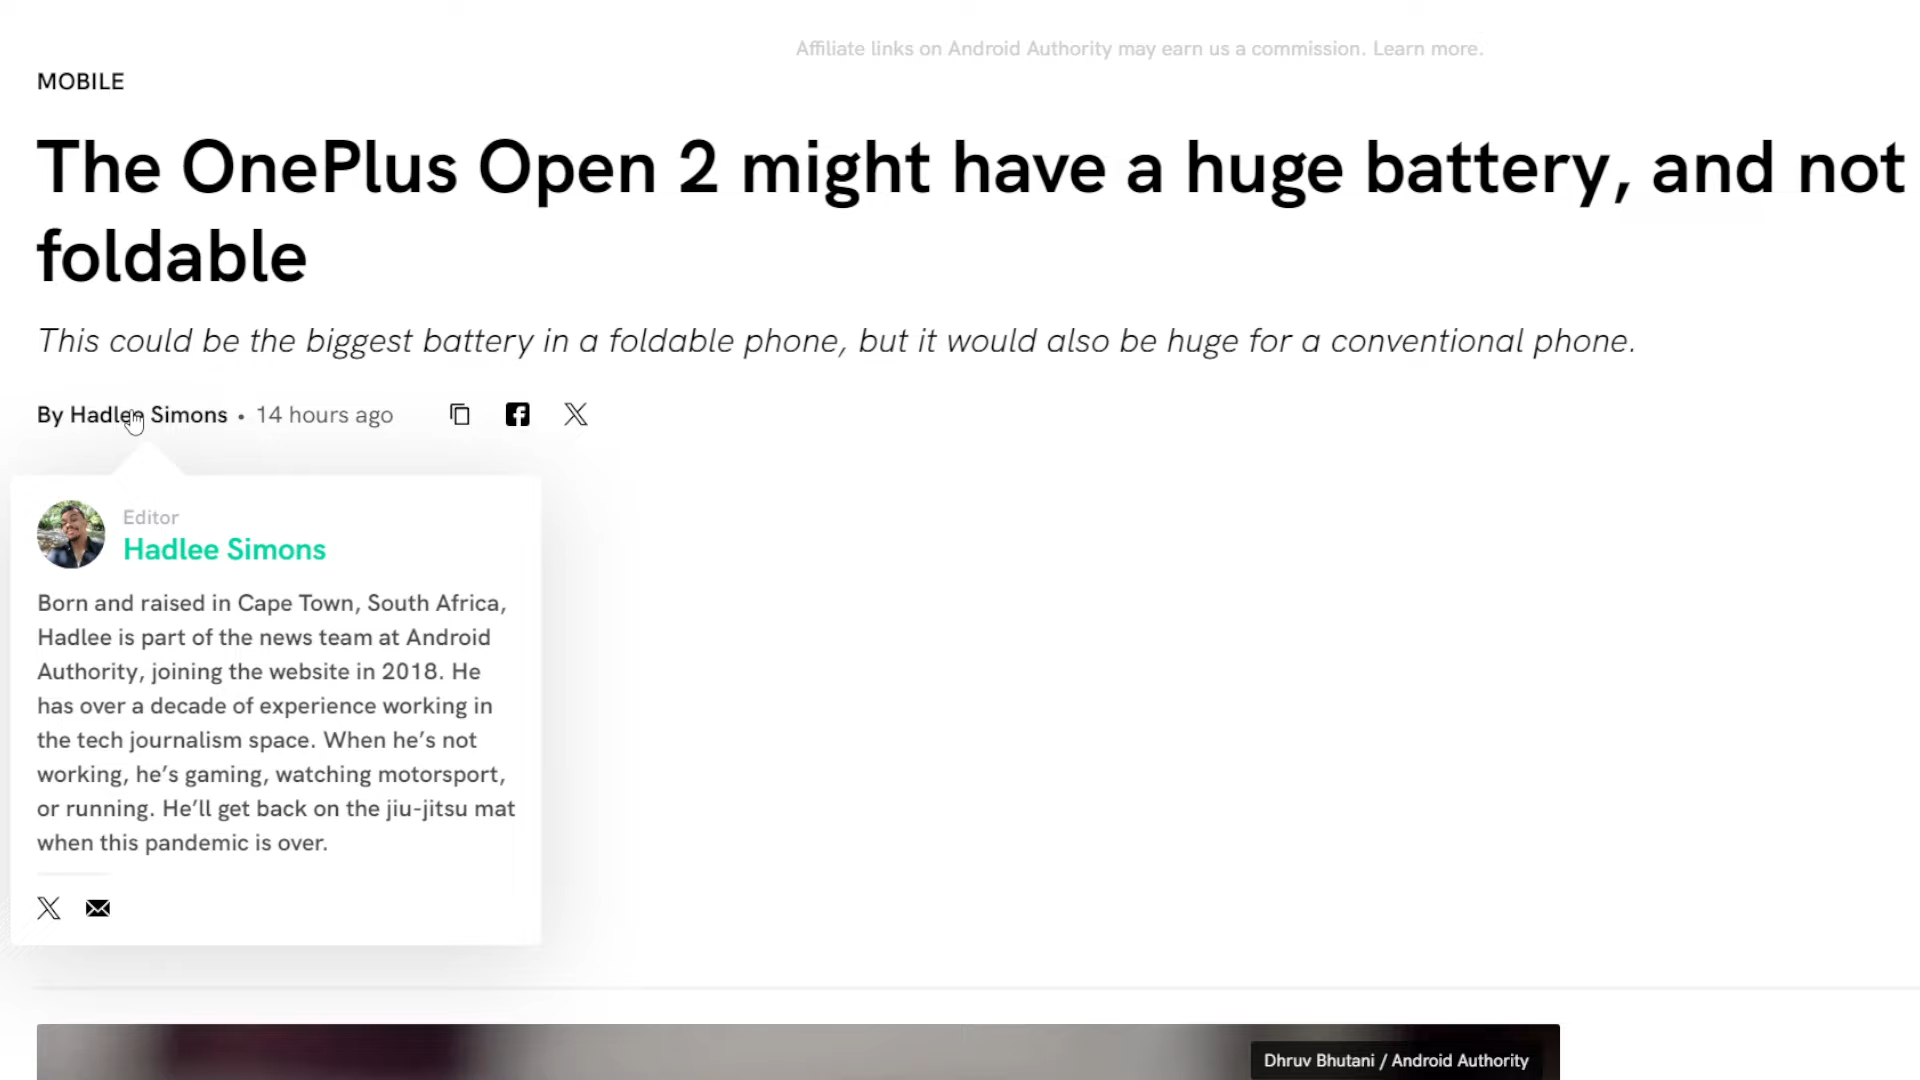 Affiliate links on Android Authority may earn us a commission. Learn more.
MOBILE
The OnePlus Open 2 might have a huge battery, and not
foldable
This could be the biggest battery in a foldable phone, but it would also be huge for a conventional phone.
By Hadlee Simons • 14 hours ago
Editor
Hadlee Simons
Born and raised in Cape Town, South Africa,
Hadlee is part of the news team at Android
Authority, joining the website in 2018. He
has over a decade of experience working in
the tech journalism space. When he’s not
working, he’s gaming, watching motorsport,
or running. He’ll get back on the jiu-jitsu mat
when this pandemic is over.
Dhruv Bhutani / Android Authority